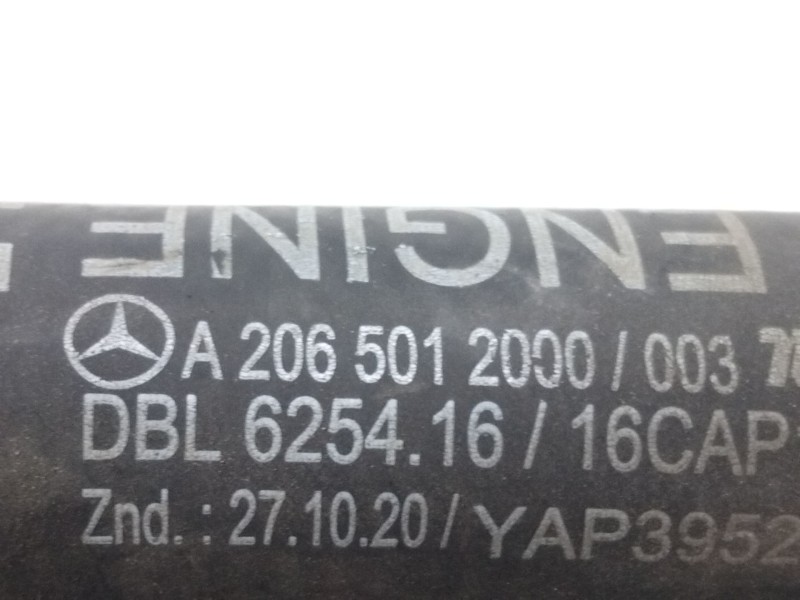 ENGINE
A 206 501 2000 / 003
DBL 6254.16 / 16CAP
Znd. : 27.10.20 / YAP3952